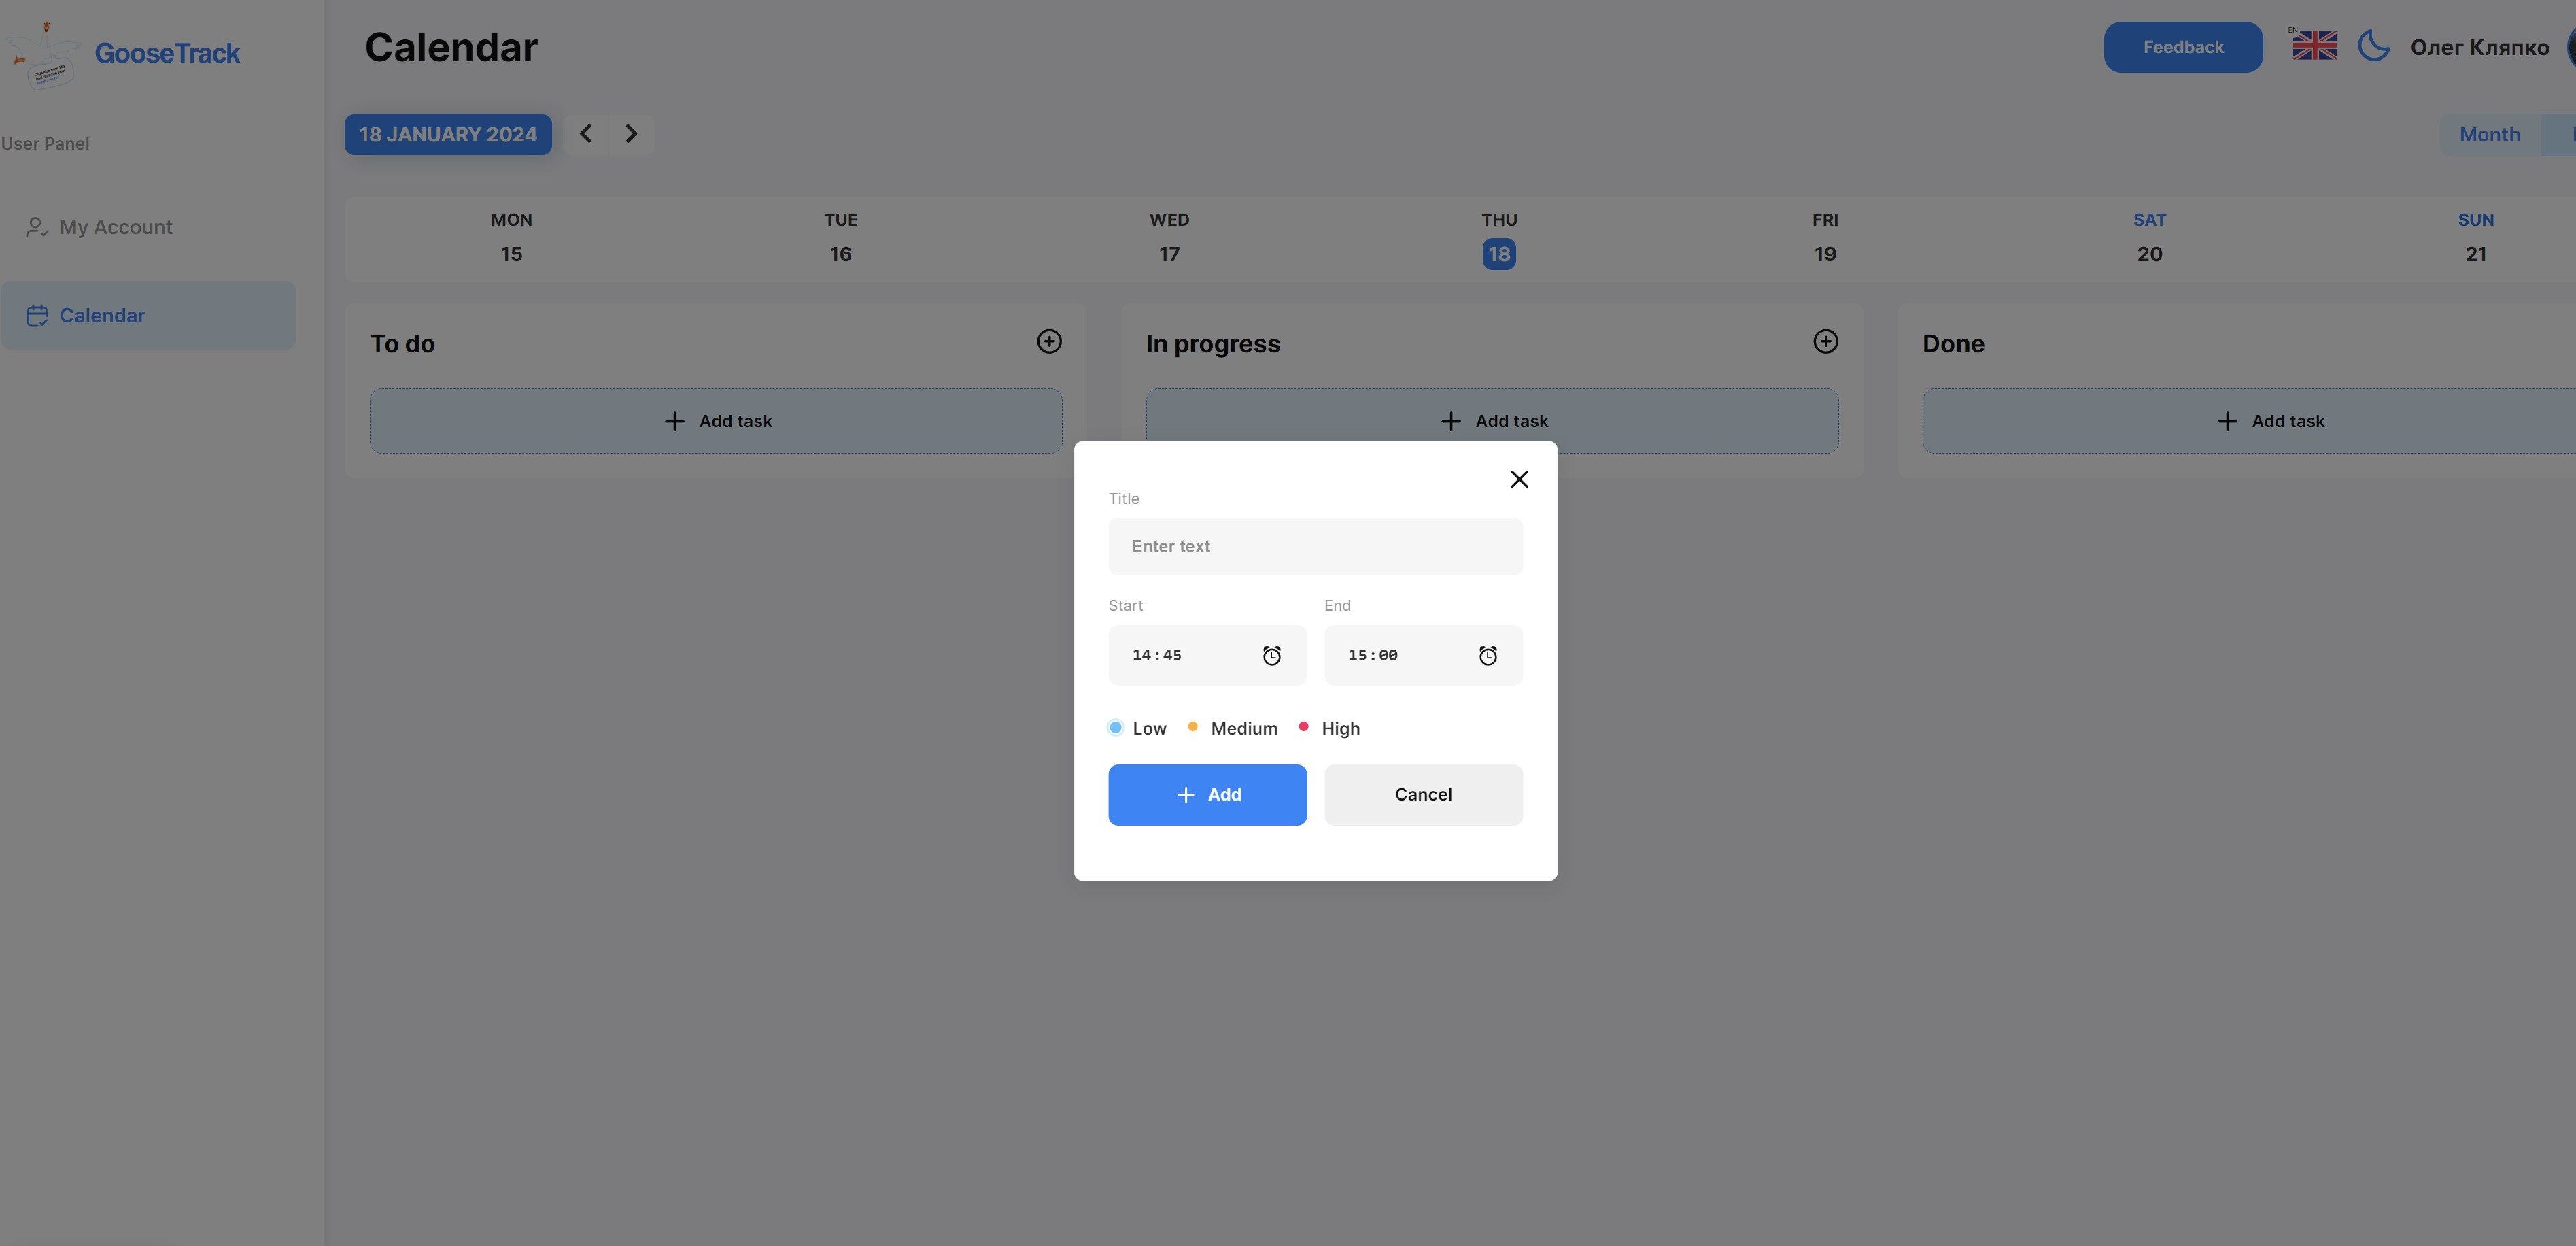 GooseTrack
Calendar
Feedback
EN
Олег Кляпко
User Panel
My Account
Calendar
18 JANUARY 2024
Month
MON
TUE
WED
THU
FRI
SAT
SUN
15
16
17
18
19
20
21
To do
In progress
Done
Add task
Add task
Add task
Title
Enter text
Start
End
14:45
15:00
Low
Medium
High
Add
Cancel